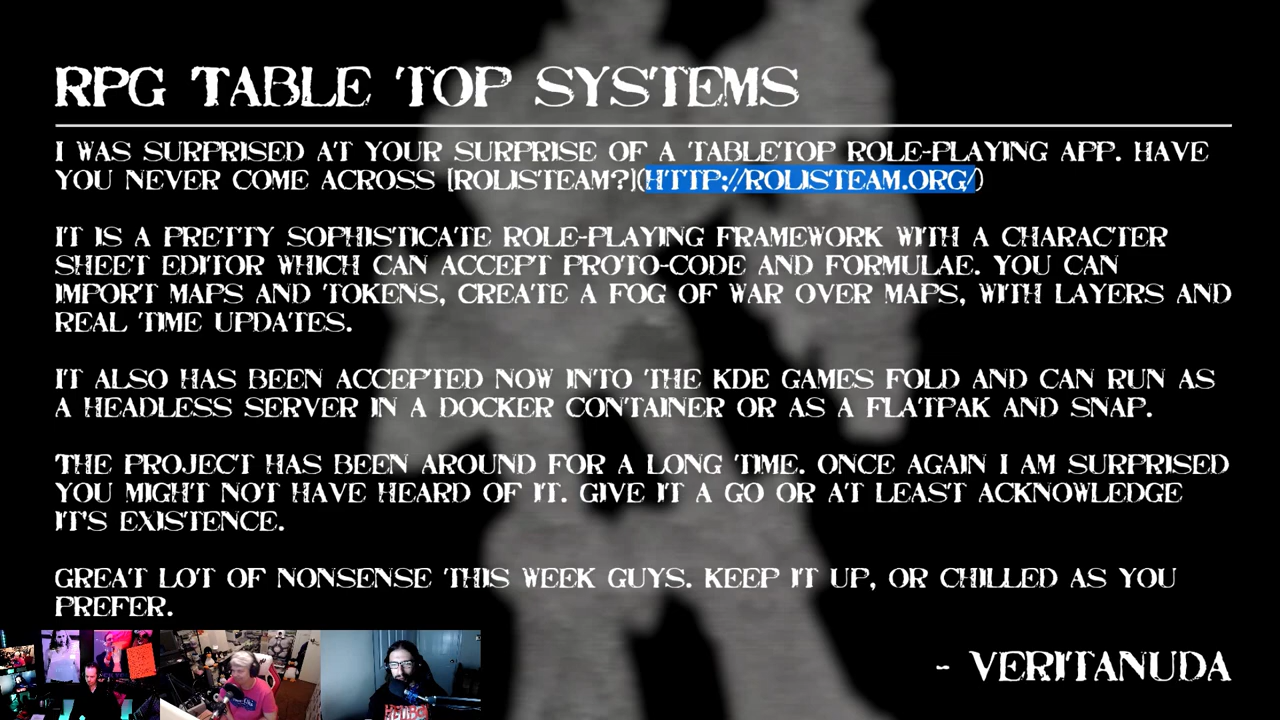 RPG TABLE TOP SYSTEMS
I WAS SURPRISED AT YOUR SURPRISE OF A TABLETOP ROLE-PLAYING APP. HAVE
YOU NEVER COME ACROSS [ROLISTEAM?](HTTP://ROLISTEAM.ORG/)
IT IS A PRETTY SOPHISTICATE ROLE-PLAYING FRAMEWORK WITH A CHARACTER
SHEET EDITOR WHICH CAN ACCEPT PROTO-CODE AND FORMULAE. YOU CAN
IMPORT MAPS AND TOKENS, CREATE A FOG OF WAR OVER MAPS, WITH LAYERS AND
REAL TIME UPDATES.
IT ALSO HAS BEEN ACCEPTED NOW INTO THE KDE GAMES FOLD AND CAN RUN AS
A HEADLESS SERVER IN A DOCKER CONTAINER OR AS A FLATPAK AND SNAP.
THE PROJECT HAS BEEN AROUND FOR A LONG TIME. ONCE AGAIN I AM SURPRISED
YOU MIGHT NOT HAVE HEARD OF IT. GIVE IT A GO OR AT LEAST ACKNOWLEDGE
IT'S EXISTENCE.
GREAT LOT OF NONSENSE THIS WEEK GUYS. KEEP IT UP, OR CHILLED AS YOU
PREFER.
- VERITANUDA